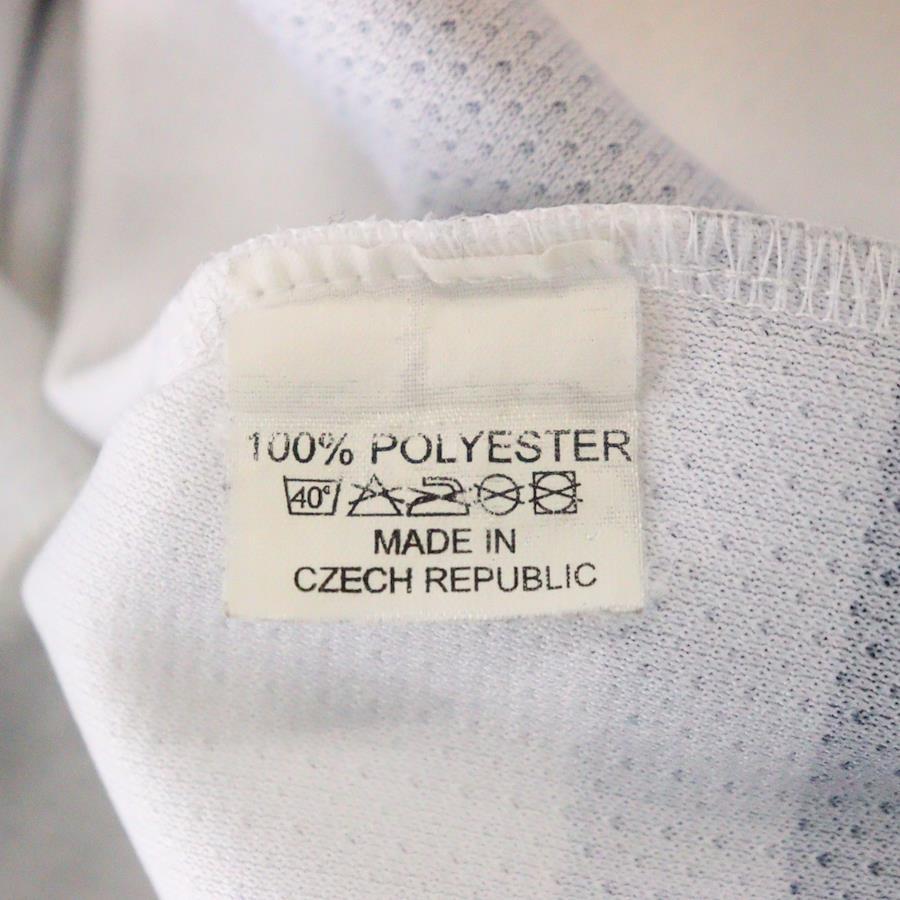 100% POLYESTER
40°
MADE IN
CZECH REPUBLIC